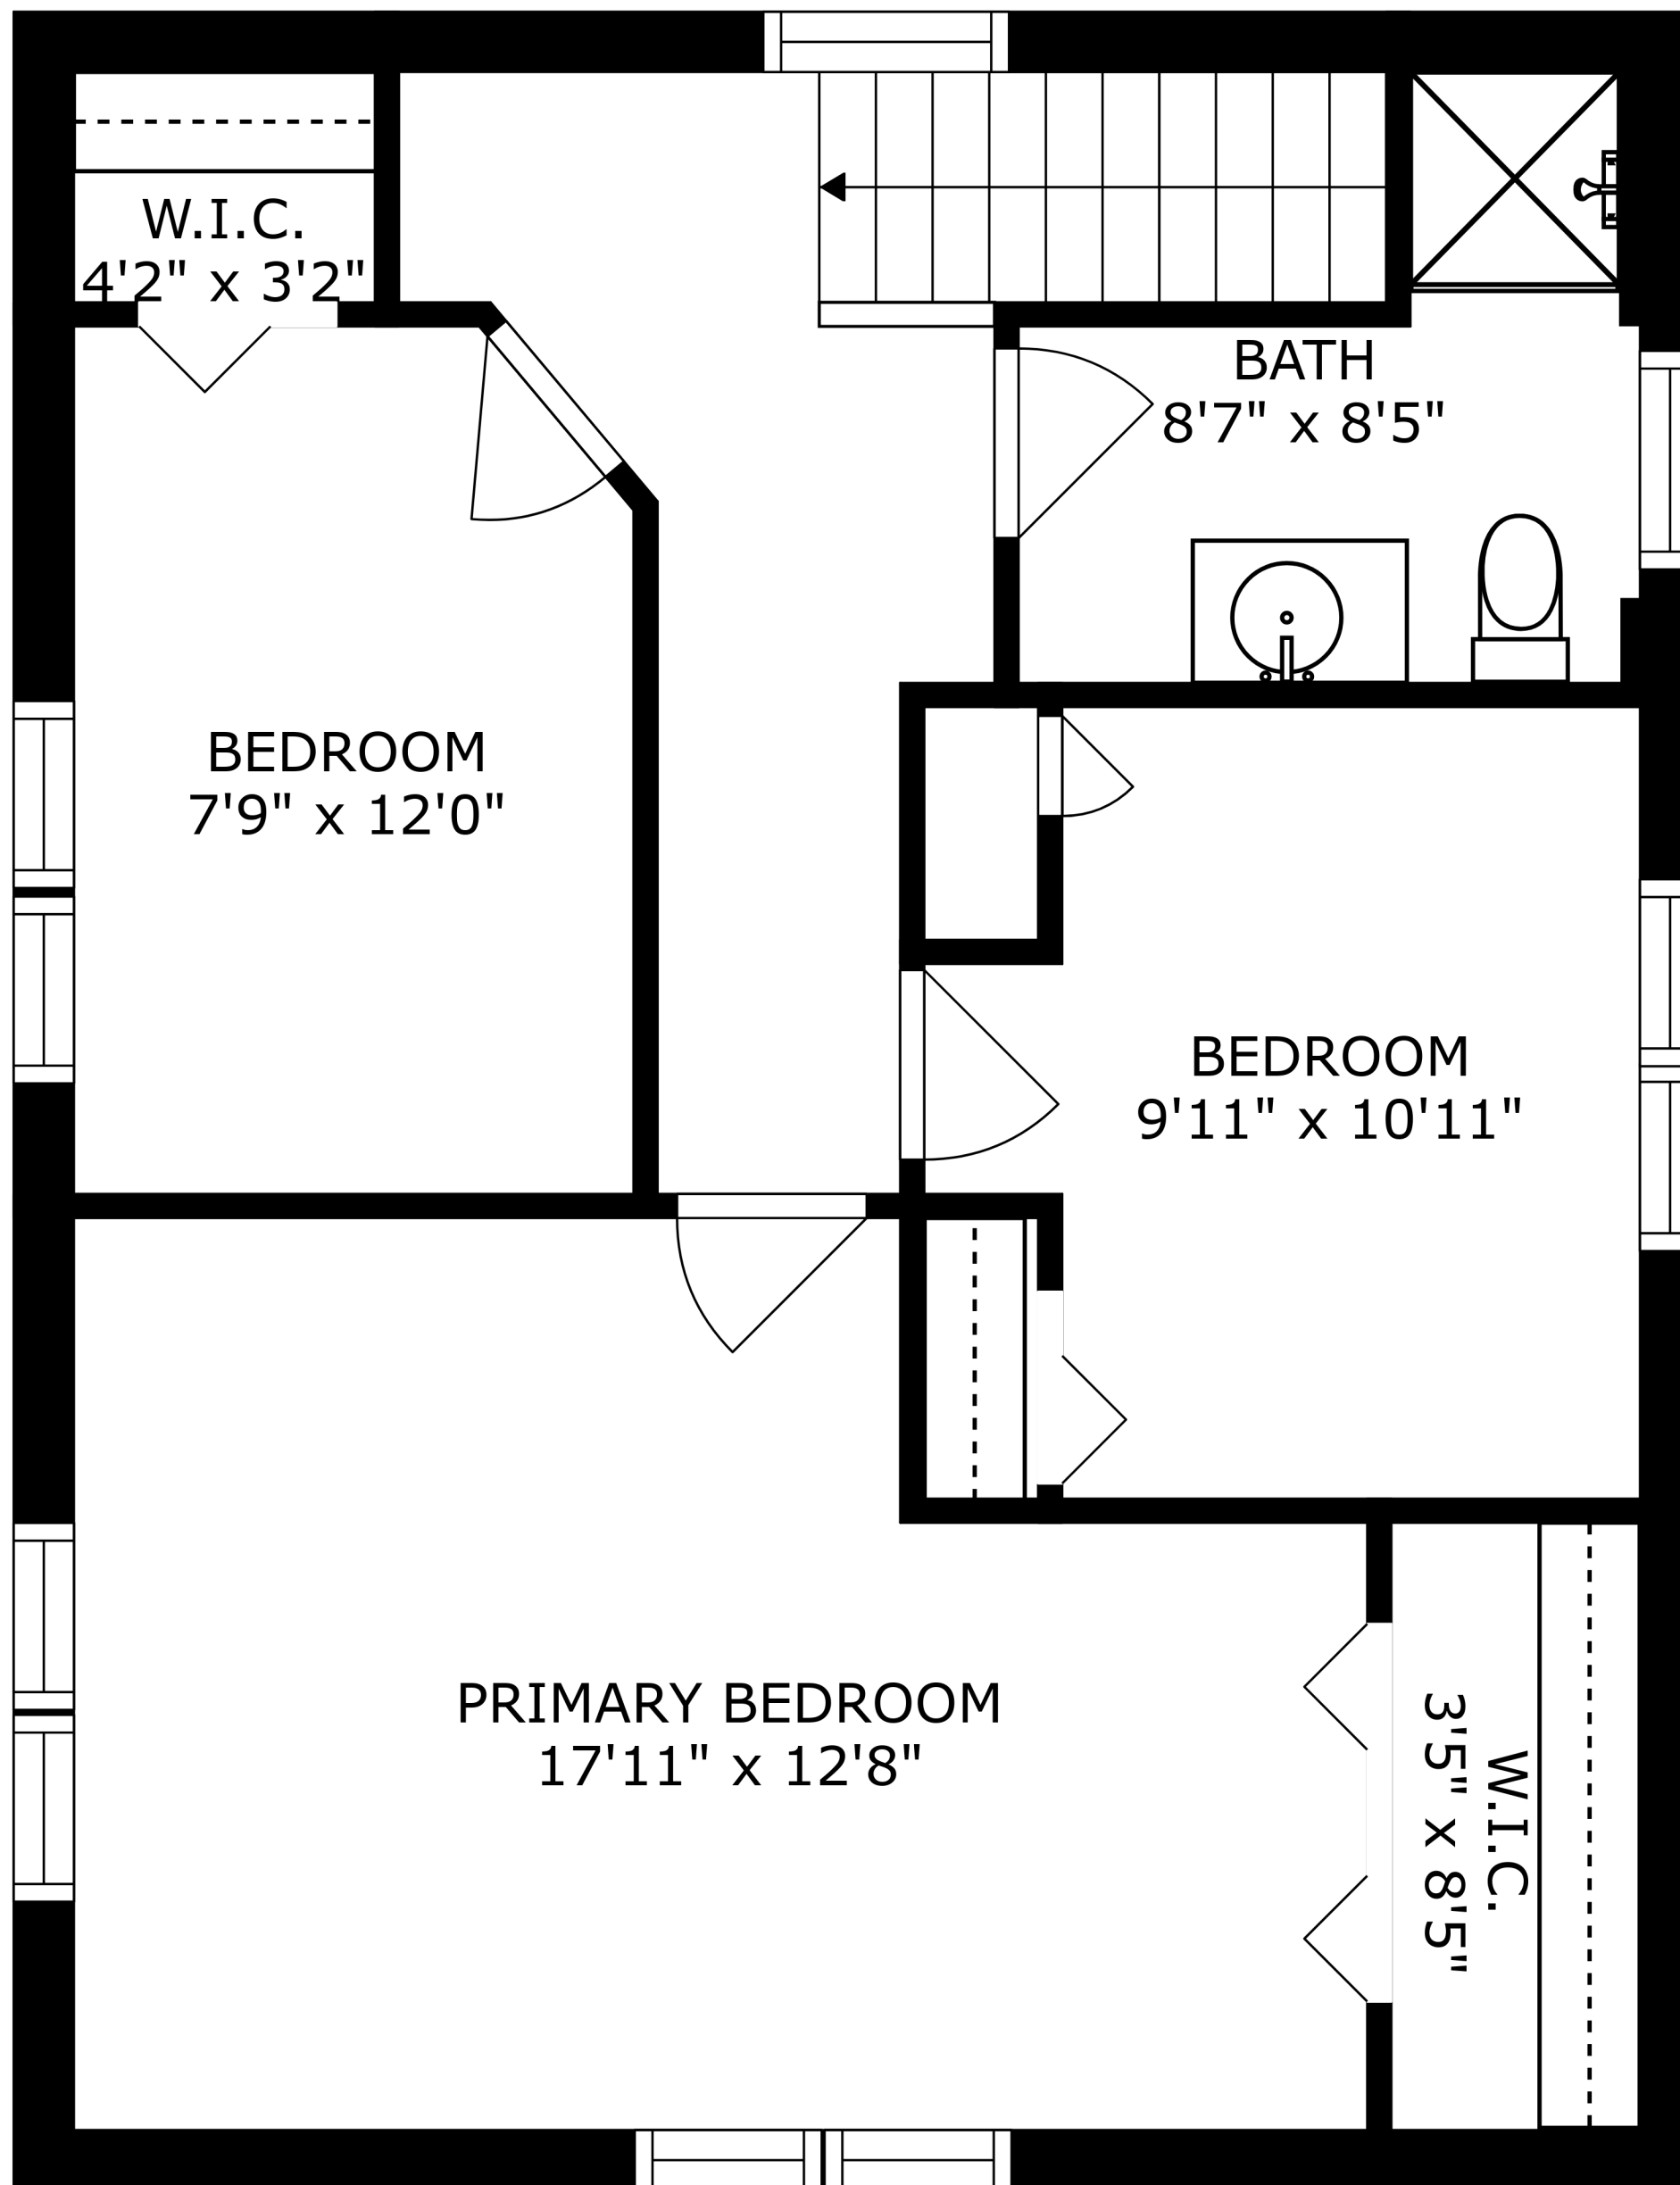 W.I.C.
4'2" x 3'2"
BATH
8'7" x 8'5"
BEDROOM
7'9" x 12'0"
BEDROOM
9'11" x 10'11"
PRIMARY BEDROOM
17'11" x 12'8"
W.I.C.
3'5" x 8'5"